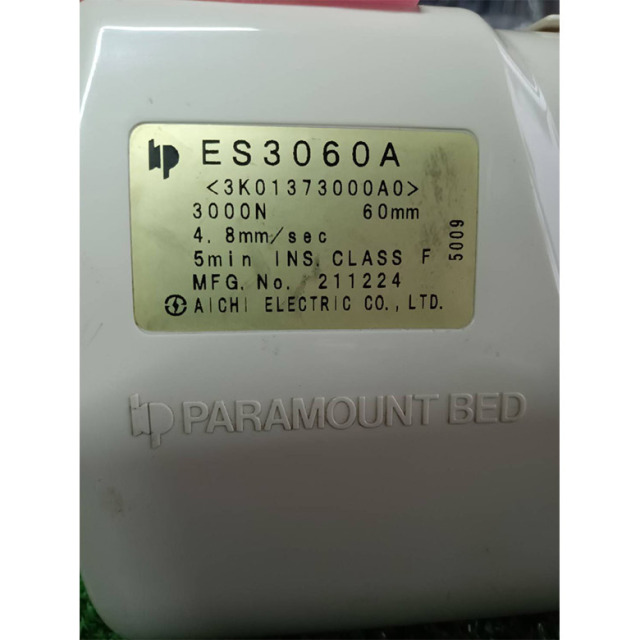 ES3060A
<3K01373000A0>
3000N 60mm
4.8mm/sec
5min INS.CLASS F
5009
MFG.No. 211224
AICHI ELECTRIC CO.,LTD.
PARAMOUNT BED